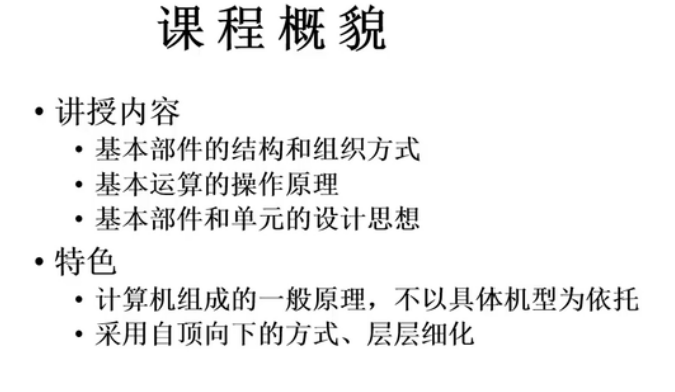 课程概貌
• 讲授内容
• 基本部件的结构和组织方式
• 基本运算的操作原理
• 基本部件和单元的设计思想
• 特色
• 计算机组成的一般原理，不以具体机型为依托
• 采用自顶向下的方式、层层细化